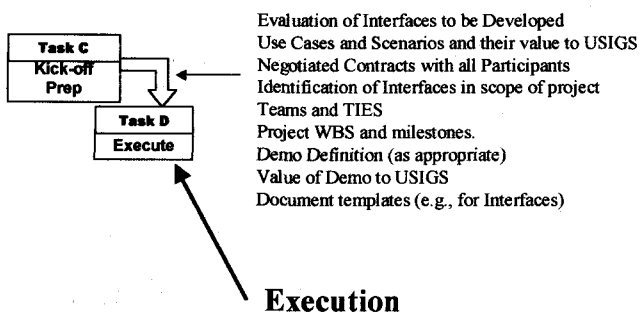 Evaluation of Interfaces to be Developed
Task C
Use Cases and Scenarios and their value to USIGS
Kick-off
Negotiated Contracts with all Participants
Prep
Identification of Interfaces in scope of project
Teams and TIES
Task D
Project WBS and milestones.
Execute
Demo Definition (as appropriate)
Value of Demo to USIGS
Document templates (e.g., for Interfaces)
Execution